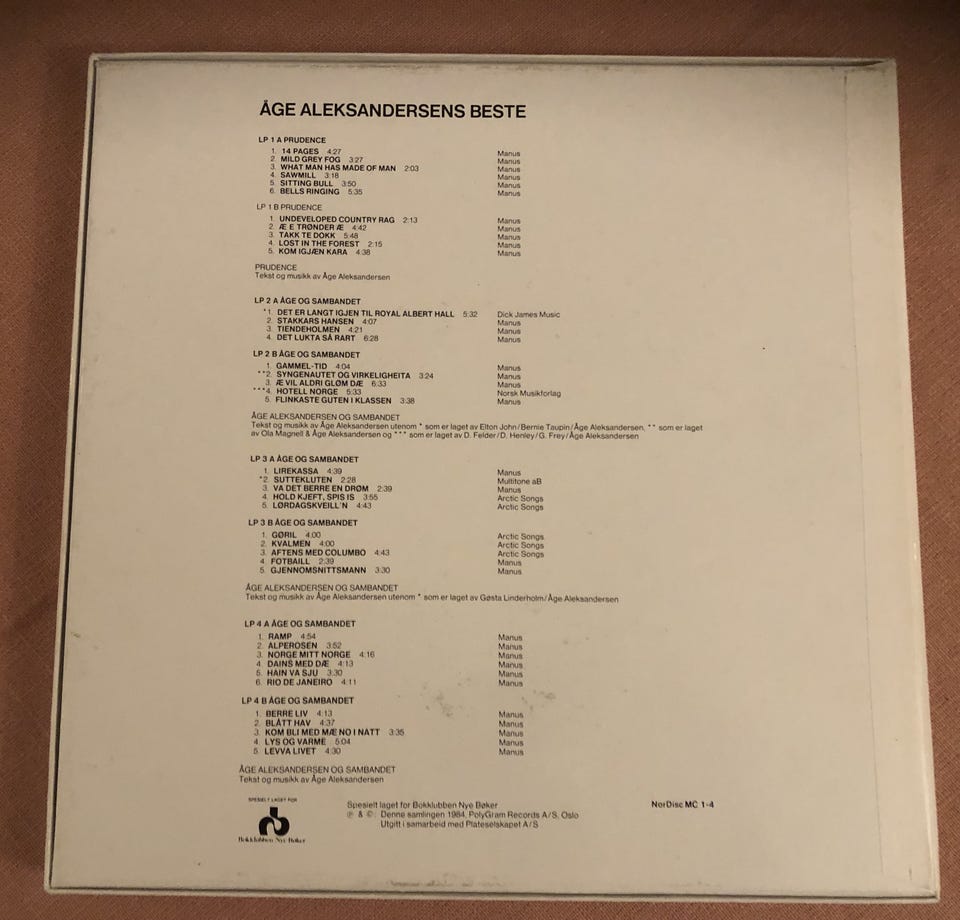 ÅGE ALEKSANDERSENS BESTE
LP 1 A PRUDENCE
1. 14 PAGES 4:27 Manus
2. MILD GREY FOG 3:27 Manus
3. WHAT MAN HAS MADE OF MAN 2:03 Manus
4. SAWMILL 3:18 Manus
5. SITTING BULL 3:50 Manus
6. BELLS RINGING 5:35 Manus
LP 1 B PRUDENCE
1. UNDEVELOPED COUNTRY RAG 2:13 Manus
2. Æ E TRØNDER Æ 4:42 Manus
3. TAKK TE DOKK 5:48 Manus
4. LOST IN THE FOREST 2:15 Manus
5. KOM IGJÆN KARA 4:38 Manus
PRUDENCE
Tekst og musikk av Åge Aleksandersen
LP 2 A ÅGE OG SAMBANDET
*1. DET ER LANGT IGJEN TIL ROYAL ALBERT HALL 5:32 Dick James Music
2. STAKKARS HANSEN 4:07 Manus
3. TIENDEHOLMEN 4:21 Manus
4. DET LUKTA SÅ RART 6:28 Manus
LP 2 B ÅGE OG SAMBANDET
1. GAMMEL-TID 4:04 Manus
**2. SYNGENAUTET OG VIRKELIGHEITA 3:24 Manus
3. Æ VIL ALDRI GLØM DÆ 6:33 Manus
***4. HOTELL NORGE 5:33 Norsk Musikforlag
5. FLINKASTE GUTEN I KLASSEN 3:38 Manus
ÅGE ALEKSANDERSEN OG SAMBANDET
Tekst og musikk av Åge Aleksandersen utenom * som er laget av Elton John/Bernie Taupin/Åge Aleksandersen, ** som er laget
av Ola Magnell & Åge Aleksandersen og *** som er laget av D. Felder/D. Henley/G. Frey/Åge Aleksandersen
LP 3 A ÅGE OG SAMBANDET
1. LIREKASSA 4:39 Manus
*2. SUTTEKLUTEN 2:28 Multitone aB
3. VA DET BERRE EN DRØM 2:39 Manus
4. HOLD KJEFT, SPIS IS 3:55 Arctic Songs
5. LØRDAGSKVEILL'N 4:43 Arctic Songs
LP 3 B ÅGE OG SAMBANDET
1. GØRIL 4:00 Arctic Songs
2. KVALMEN 4:00 Arctic Songs
3. AFTENS MED COLUMBO 4:43 Arctic Songs
4. FOTBAILL 2:39 Manus
5. GJENNOMSNITTSMANN 3:30 Manus
ÅGE ALEKSANDERSEN OG SAMBANDET
Tekst og musikk av Åge Aleksandersen utenom * som er laget av Gøsta Linderholm/Åge Aleksandersen
LP 4 A ÅGE OG SAMBANDET
1. RAMP 4:54 Manus
2. ALPEROSEN 3:52 Manus
3. NORGE MITT NORGE 4:16 Manus
4. DAINS MED DÆ 4:13 Manus
5. HAIN VA SJU 3:30 Manus
6. RIO DE JANEIRO 4:11 Manus
LP 4 B ÅGE OG SAMBANDET
1. BERRE LIV 4:13 Manus
2. BLÅTT HAV 4:37 Manus
3. KOM BLI MED MÆ NO I NATT 3:35 Manus
4. LYS OG VARME 5:04 Manus
5. LEVVA LIVET 4:30 Manus
ÅGE ALEKSANDERSEN OG SAMBANDET
Tekst og musikk av Åge Aleksandersen
SPESIELT LAGET FOR
Bokklubben Nye Bøker
Spesielt laget for Bokklubben Nye Bøker
℗ & © Denne samlingen 1984, PolyGram Records A/S, Oslo
Utgitt i samarbeid med Plateselskapet A/S
NorDisc MC 1-4